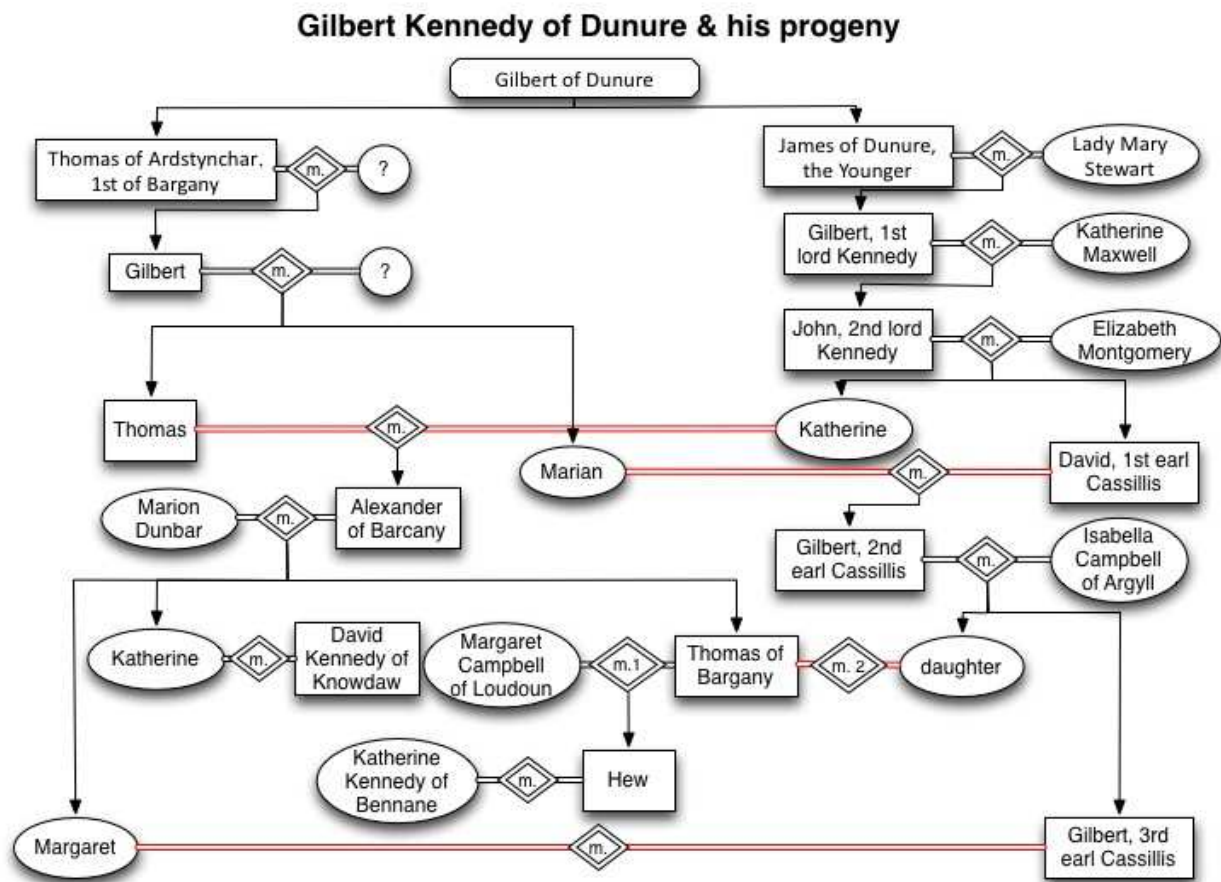 Gilbert Kennedy of Dunure & his progeny
Gilbert of Dunure
Thomas of Ardstynchar,
1st of Bargany
m.
?
James of Dunure,
the Younger
m.
Lady Mary
Stewart
Gilbert
m.
?
Gilbert, 1st
lord Kennedy
m.
Katherine
Maxwell
John, 2nd lord
Kennedy
m.
Elizabeth
Montgomery
Thomas
m.
Katherine
Marian
m.
David, 1st earl
Cassillis
Marion
Dunbar
m.
Alexander
of Barcany
Gilbert, 2nd
earl Cassillis
m.
Isabella
Campbell
of Argyll
Katherine
m.
David
Kennedy of
Knowdaw
Margaret
Campbell
of Loudoun
m.1
Thomas of
Bargany
m. 2
daughter
Katherine
Kennedy of
Bennane
m.
Hew
Margaret
m.
Gilbert, 3rd
earl Cassillis